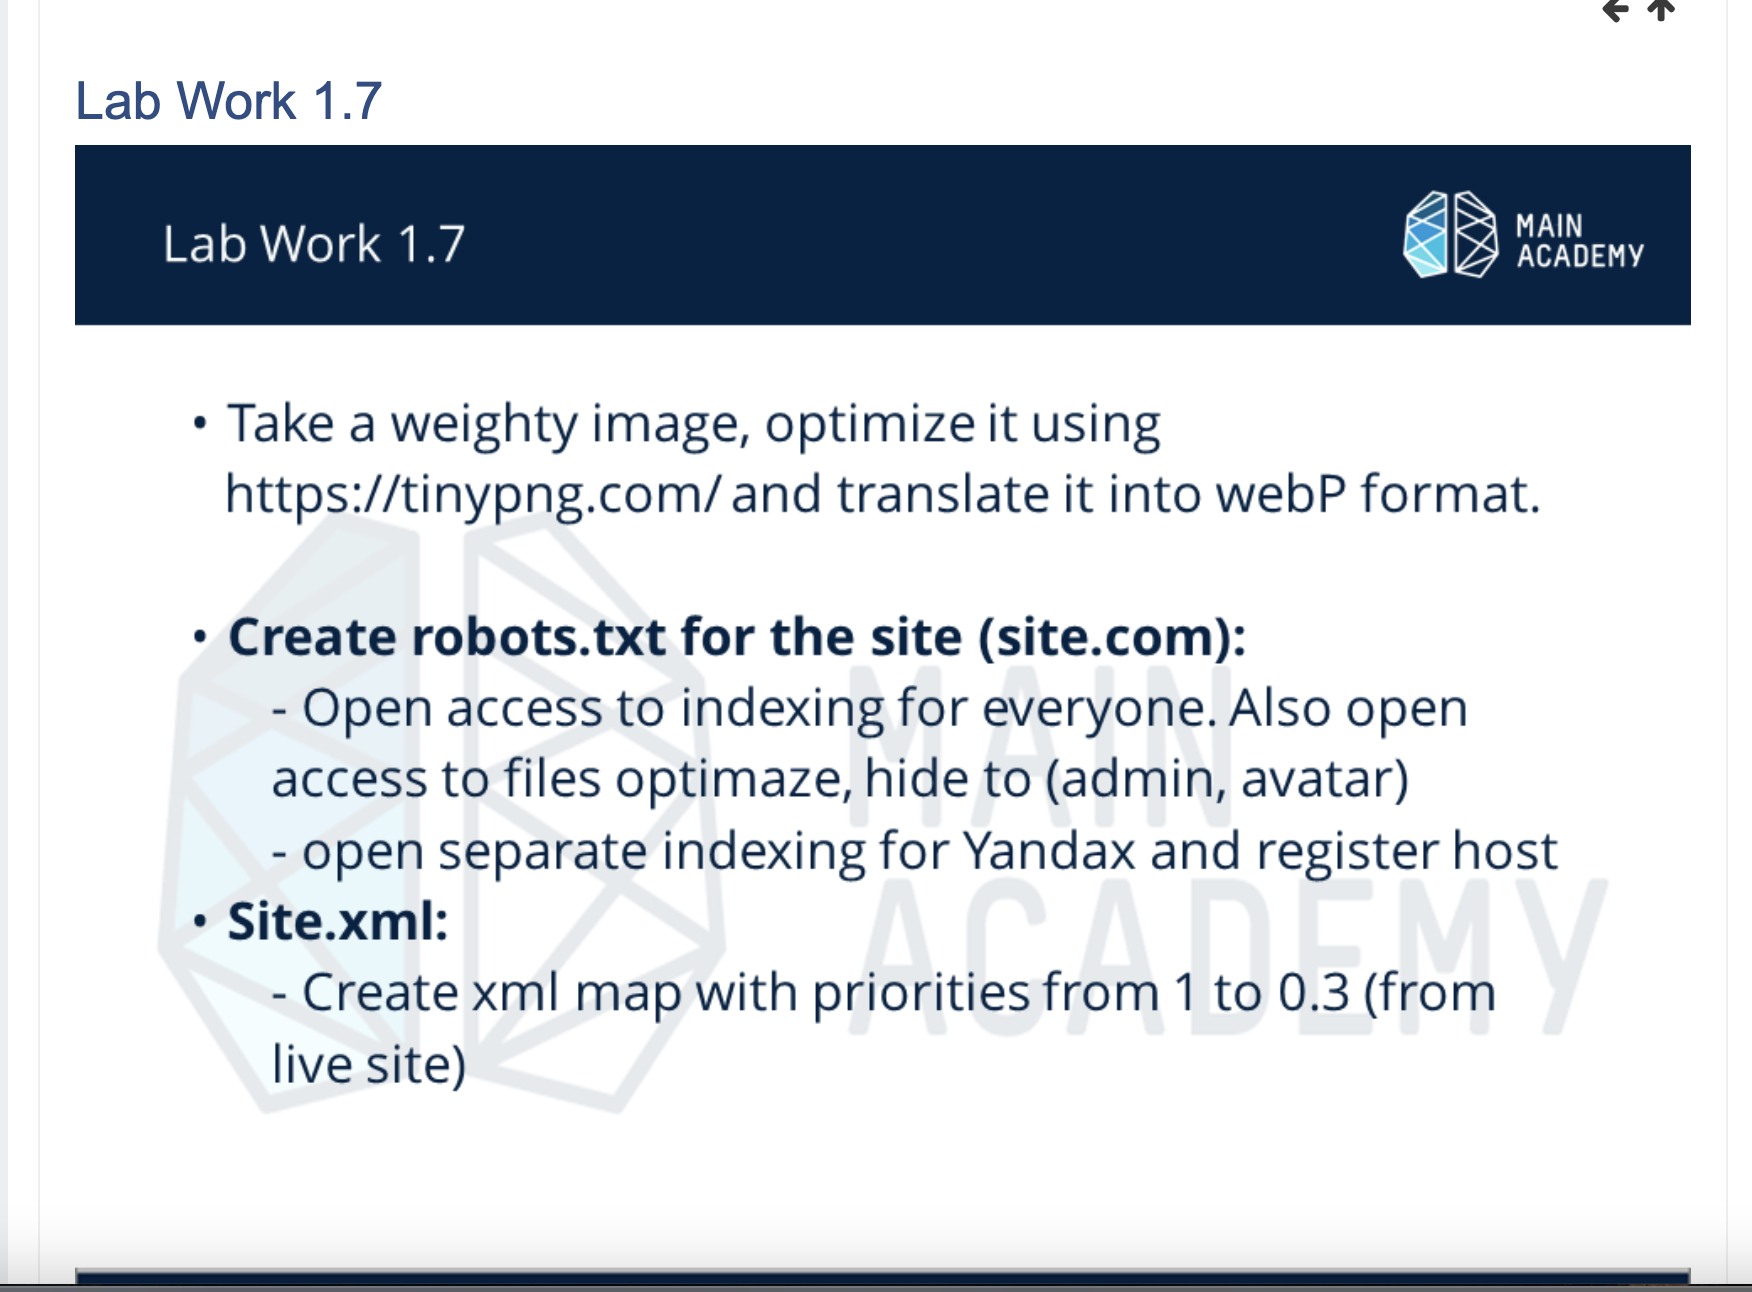 Lab Work 1.7
Lab Work 1.7
MAIN
ACADEMY
• Take a weighty image, optimize it using
https://tinypng.com/ and translate it into webP format.
• Create robots.txt for the site (site.com):
- Open access to indexing for everyone. Also open
access to files optimaze, hide to (admin, avatar)
- open separate indexing for Yandax and register host
• Site.xml:
- Create xml map with priorities from 1 to 0.3 (from
live site)
MAIN
ACADEMY